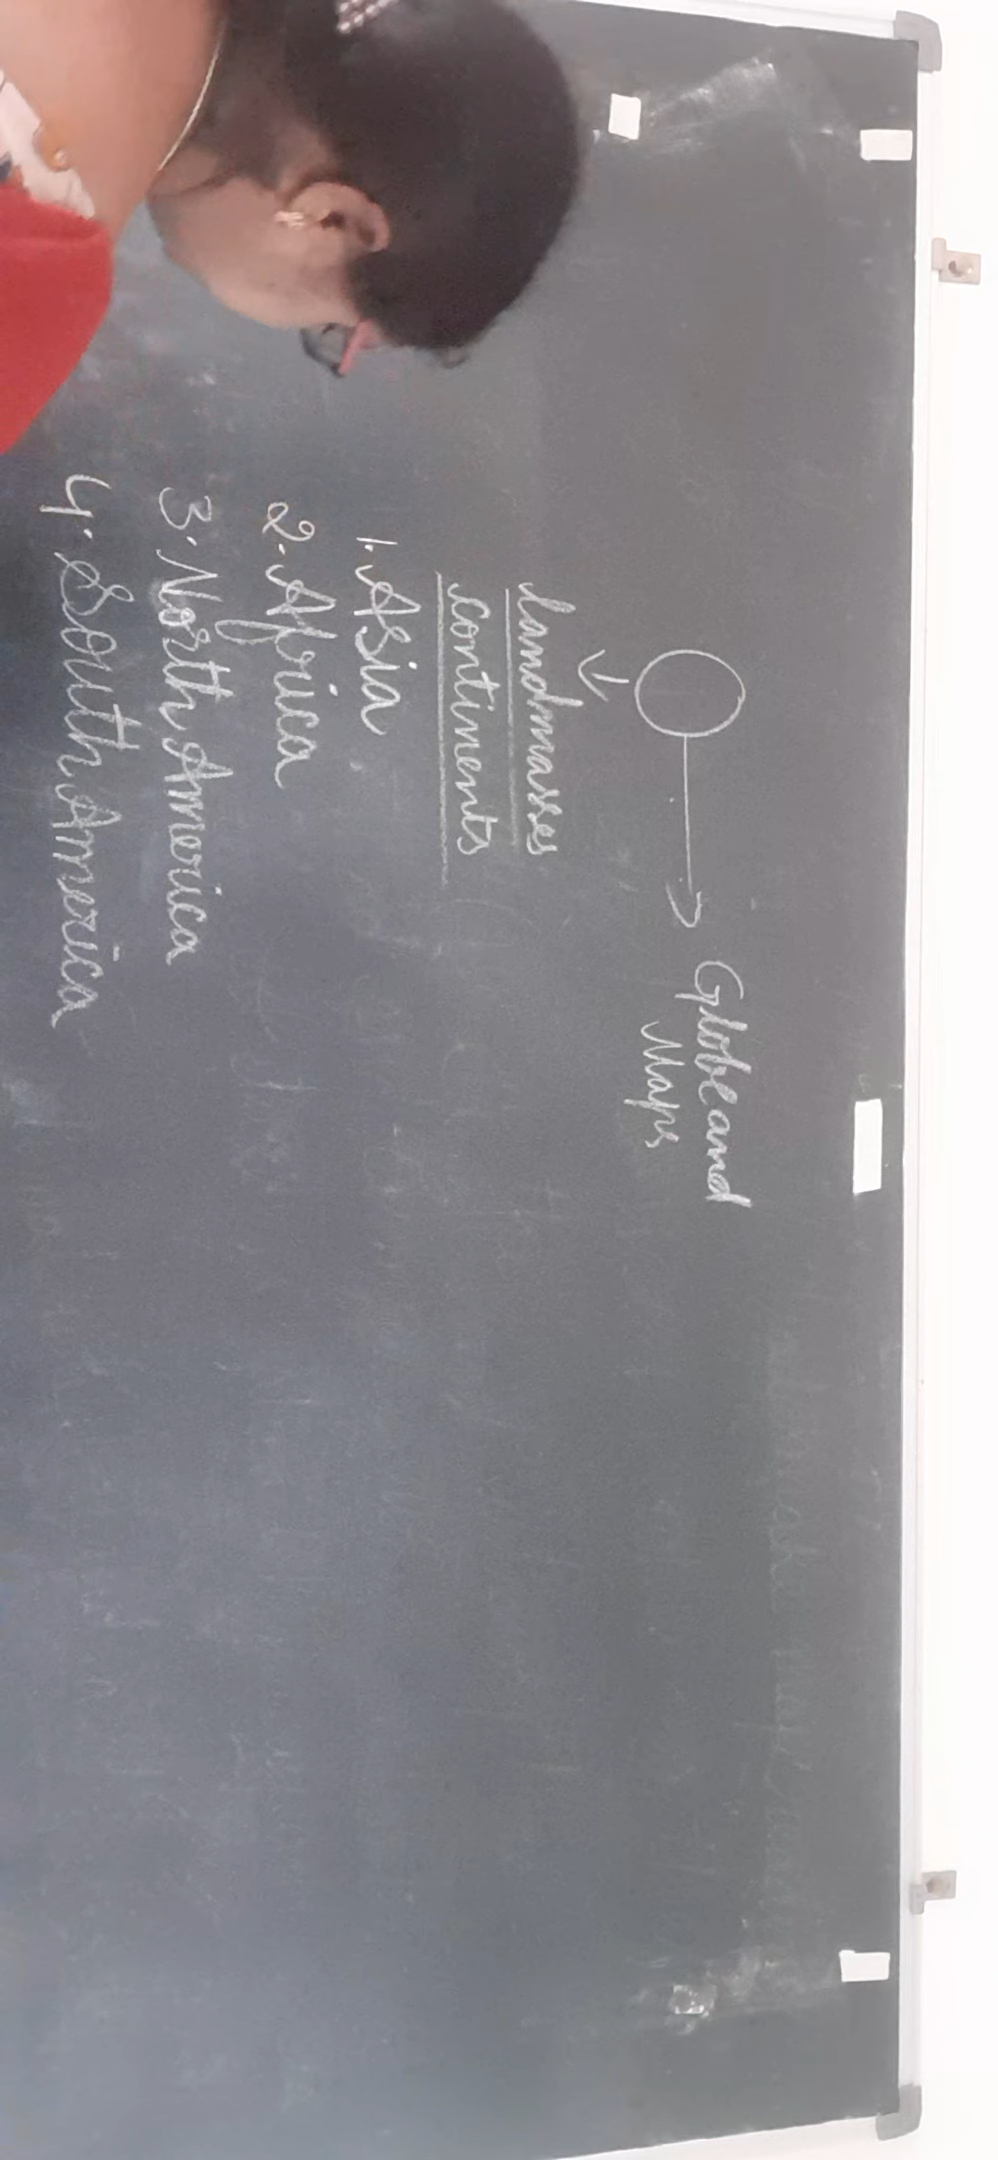 Globe and
Maps
landmasses
continents
1. Asia
2. Africa
3. North America
4. South America